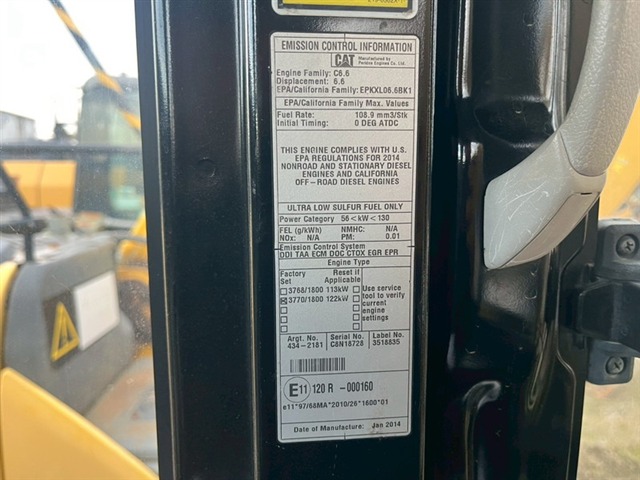 EMISSION CONTROL INFORMATION
CAT Manufactured by
Perkins Engines Co. Ltd.
Engine Family: C6.6
Displacement: 6.6
EPA/California Family: EPKXL06.6BK1
EPA/California Family Max. Values
Fuel Rate: 108.9 mm3/Stk
Initial Timing: 0 DEG ATDC
THIS ENGINE COMPLIES WITH U.S.
EPA REGULATIONS FOR 2014
NONROAD AND STATIONARY DIESEL
ENGINES AND CALIFORNIA
OFF-ROAD DIESEL ENGINES
ULTRA LOW SULFUR FUEL ONLY
Power Category 56<kW<130
FEL (g/kWh) NMHC: N/A
NOx: N/A PM: 0.01
Emission Control System
DDI TAA ECM DOC CTOX EGR EPR
Engine Type
Factory Set Reset if Applicable
3768/1800 113kW
3770/1800 122kW
Use service
tool to verify
current
engine
settings
Argt. No. Serial No. Label No.
434-2181 C8N18728 3518835
E11 120 R -000160
e11*97/68MA*2010/26*1600*01
Date of Manufacture: Jan 2014